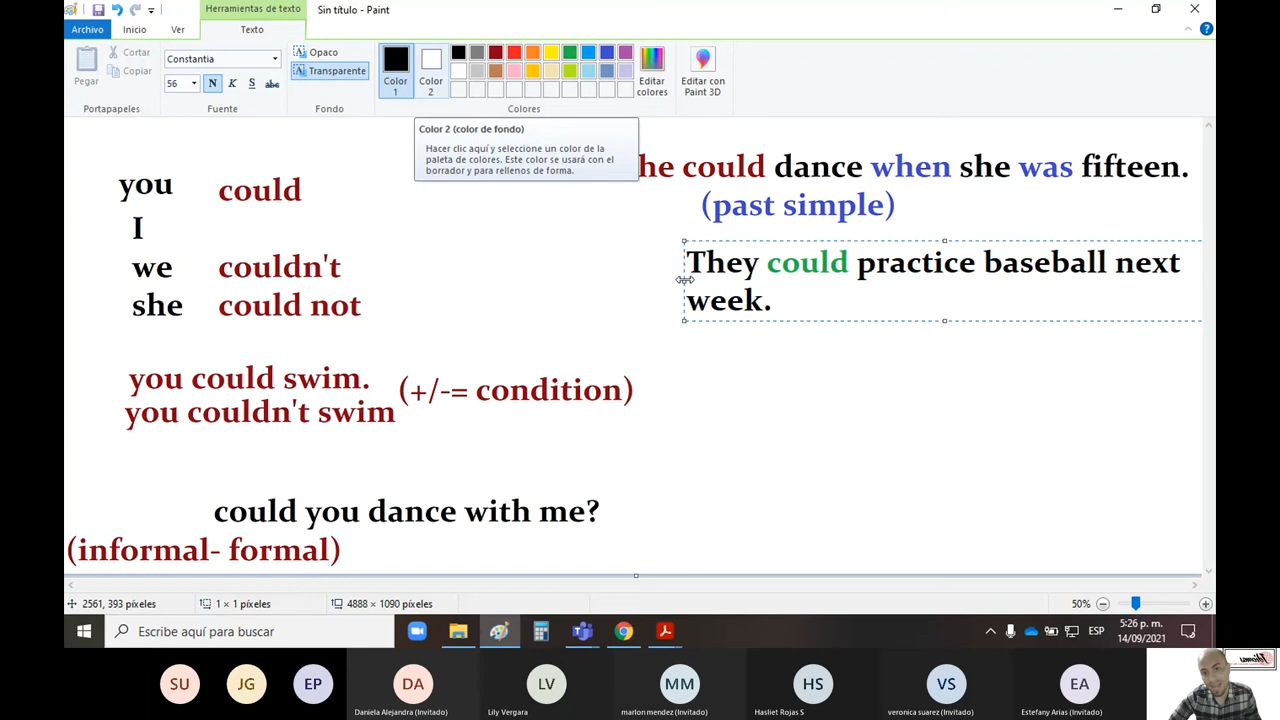 Herramientas de texto
Sin título - Paint
Archivo
Inicio
Ver
Texto
Pegar
Cortar
Copiar
Portapapeles
Constantia
56
N
K
S
abc
Fuente
Opaco
Transparente
Fondo
Color
1
Color
2
Editar
colores
Colores
Editar con
Paint 3D
Color 2 (color de fondo)
Hacer clic aquí y seleccione un color de la
paleta de colores. Este color se usará con el
borrador y para rellenos de forma.
you could
I
we couldn't
she could not
he could dance when she was fifteen.
(past simple)
They could practice baseball next
week.
you could swim. (+/-= condition)
you couldn't swim
could you dance with me?
(informal- formal)
2561, 393 píxeles
1 × 1 píxeles
4888 × 1090 píxeles
50%
Escribe aquí para buscar
ESP
5:26 p. m.
14/09/2021
SU
JG
EP
DA
Daniela Alejandra (Invitado)
LV
Lily Vergara
MM
marlon mendez (Invitado)
HS
Hasliet Rojas S
VS
veronica suarez (Invitado)
EA
Estefany Arias (Invitado)